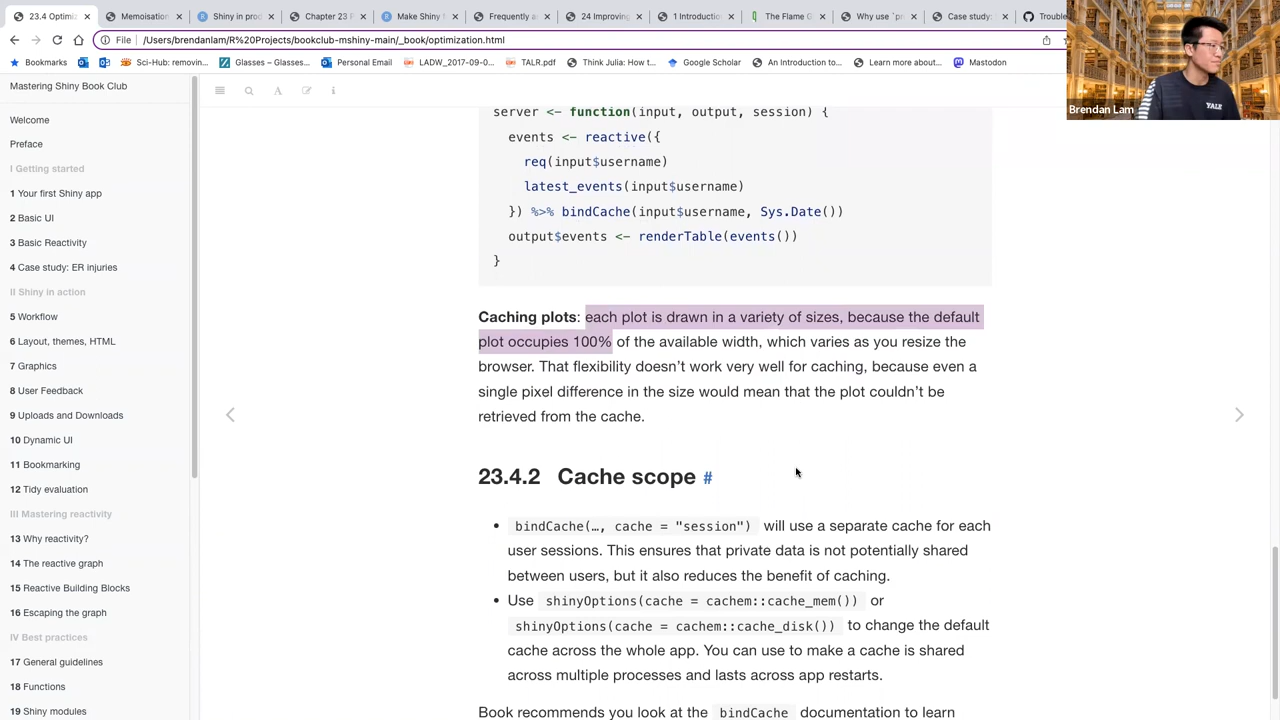 23.4 Optimiz
Memoisation
Shiny in prod
Chapter 23 P
Make Shiny f
Frequently a
24 Improving
1 Introduction
The Flame G
Why use `pr
Case study:
Troubl
File /Users/brendanlam/R%20Projects/bookclub-mshiny-main/_book/optimization.html
Bookmarks
Sci-Hub: removin...
Glasses – Glasses...
Personal Email
LADW_2017-09-0...
TALR.pdf
Think Julia: How t...
Google Scholar
An Introduction to...
Learn more about...
Mastodon
Mastering Shiny Book Club
Welcome
Preface
I Getting started
1 Your first Shiny app
2 Basic UI
3 Basic Reactivity
4 Case study: ER injuries
II Shiny in action
5 Workflow
6 Layout, themes, HTML
7 Graphics
8 User Feedback
9 Uploads and Downloads
10 Dynamic UI
11 Bookmarking
12 Tidy evaluation
III Mastering reactivity
13 Why reactivity?
14 The reactive graph
15 Reactive Building Blocks
16 Escaping the graph
IV Best practices
17 General guidelines
18 Functions
19 Shiny modules
server <- function(input, output, session) {
events <- reactive({
req(input$username)
latest_events(input$username)
}) %>% bindCache(input$username, Sys.Date())
output$events <- renderTable(events())
}
Caching plots: each plot is drawn in a variety of sizes, because the default
plot occupies 100% of the available width, which varies as you resize the
browser. That flexibility doesn't work very well for caching, because even a
single pixel difference in the size would mean that the plot couldn't be
retrieved from the cache.
23.4.2 Cache scope #
• bindCache(…, cache = "session") will use a separate cache for each
user sessions. This ensures that private data is not potentially shared
between users, but it also reduces the benefit of caching.
• Use shinyOptions(cache = cachem::cache_mem()) or
shinyOptions(cache = cachem::cache_disk()) to change the default
cache across the whole app. You can use to make a cache is shared
across multiple processes and lasts across app restarts.
Book recommends you look at the bindCache documentation to learn
YALE
Brendan Lam